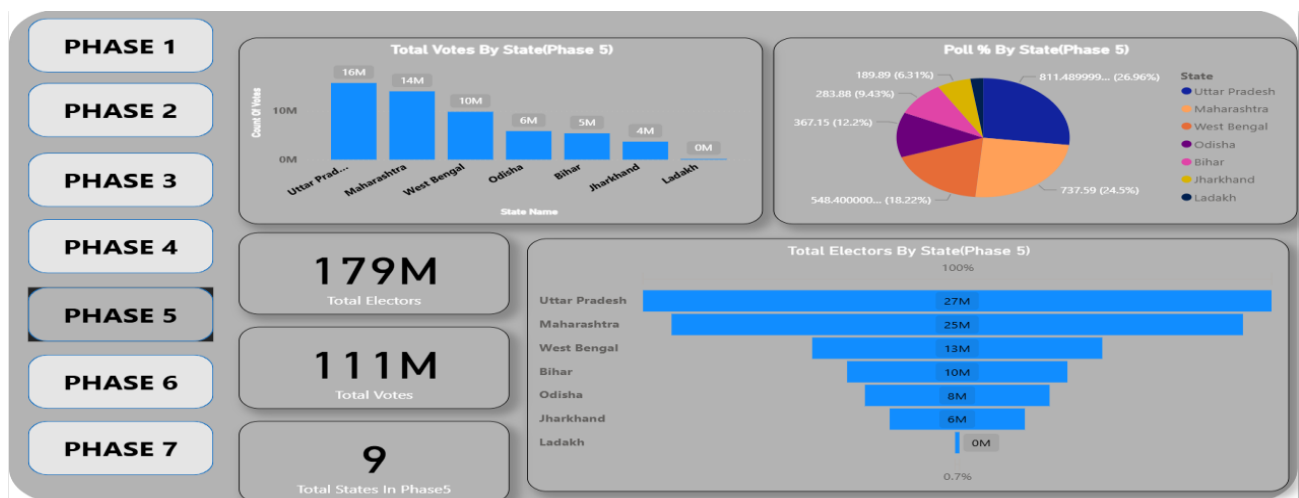 PHASE 1
PHASE 2
PHASE 3
PHASE 4
PHASE 5
PHASE 6
PHASE 7
Total Votes By State(Phase 5)
Count Of Votes
10M
0M
16M
14M
10M
6M
5M
4M
0M
Uttar Prad...
Maharashtra
West Bengal
Odisha
Bihar
Jharkhand
Ladakh
State Name
Poll % By State(Phase 5)
189.89 (6.31%)
283.88 (9.43%)
367.15 (12.2%)
548.400000... (18.22%)
811.489999... (26.96%)
737.59 (24.5%)
State
Uttar Pradesh
Maharashtra
West Bengal
Odisha
Bihar
Jharkhand
Ladakh
179M
Total Electors
111M
Total Votes
9
Total States In Phase5
Total Electors By State(Phase 5)
100%
Uttar Pradesh 27M
Maharashtra 25M
West Bengal 13M
Bihar 10M
Odisha 8M
Jharkhand 6M
Ladakh 0M
0.7%